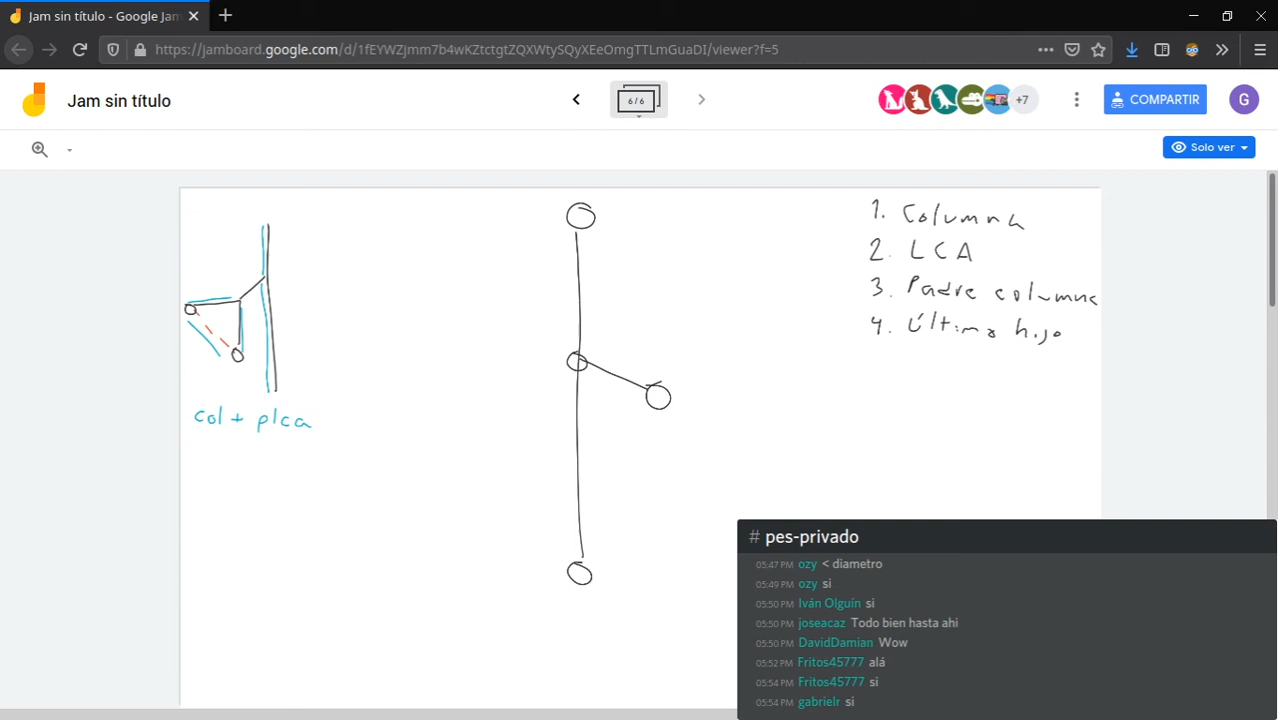 Jam sin título - Google Jam
https://jamboard.google.com/d/1fEYWZjmm7b4wKZtctgtZQXWtySQyXEeOmgTTLmGuaDI/viewer?f=5
Jam sin título
6/6
+7
COMPARTIR
G
Solo ver
1. Columna
2. LCA
3. Padre columna
4. Último hijo
col + plca
# pes-privado
05:47 PM ozy < diametro
05:49 PM ozy si
05:50 PM Iván Olguín si
05:50 PM joseacaz Todo bien hasta ahi
05:50 PM DavidDamian Wow
05:52 PM Fritos45777 alá
05:54 PM Fritos45777 si
05:54 PM gabrielr si